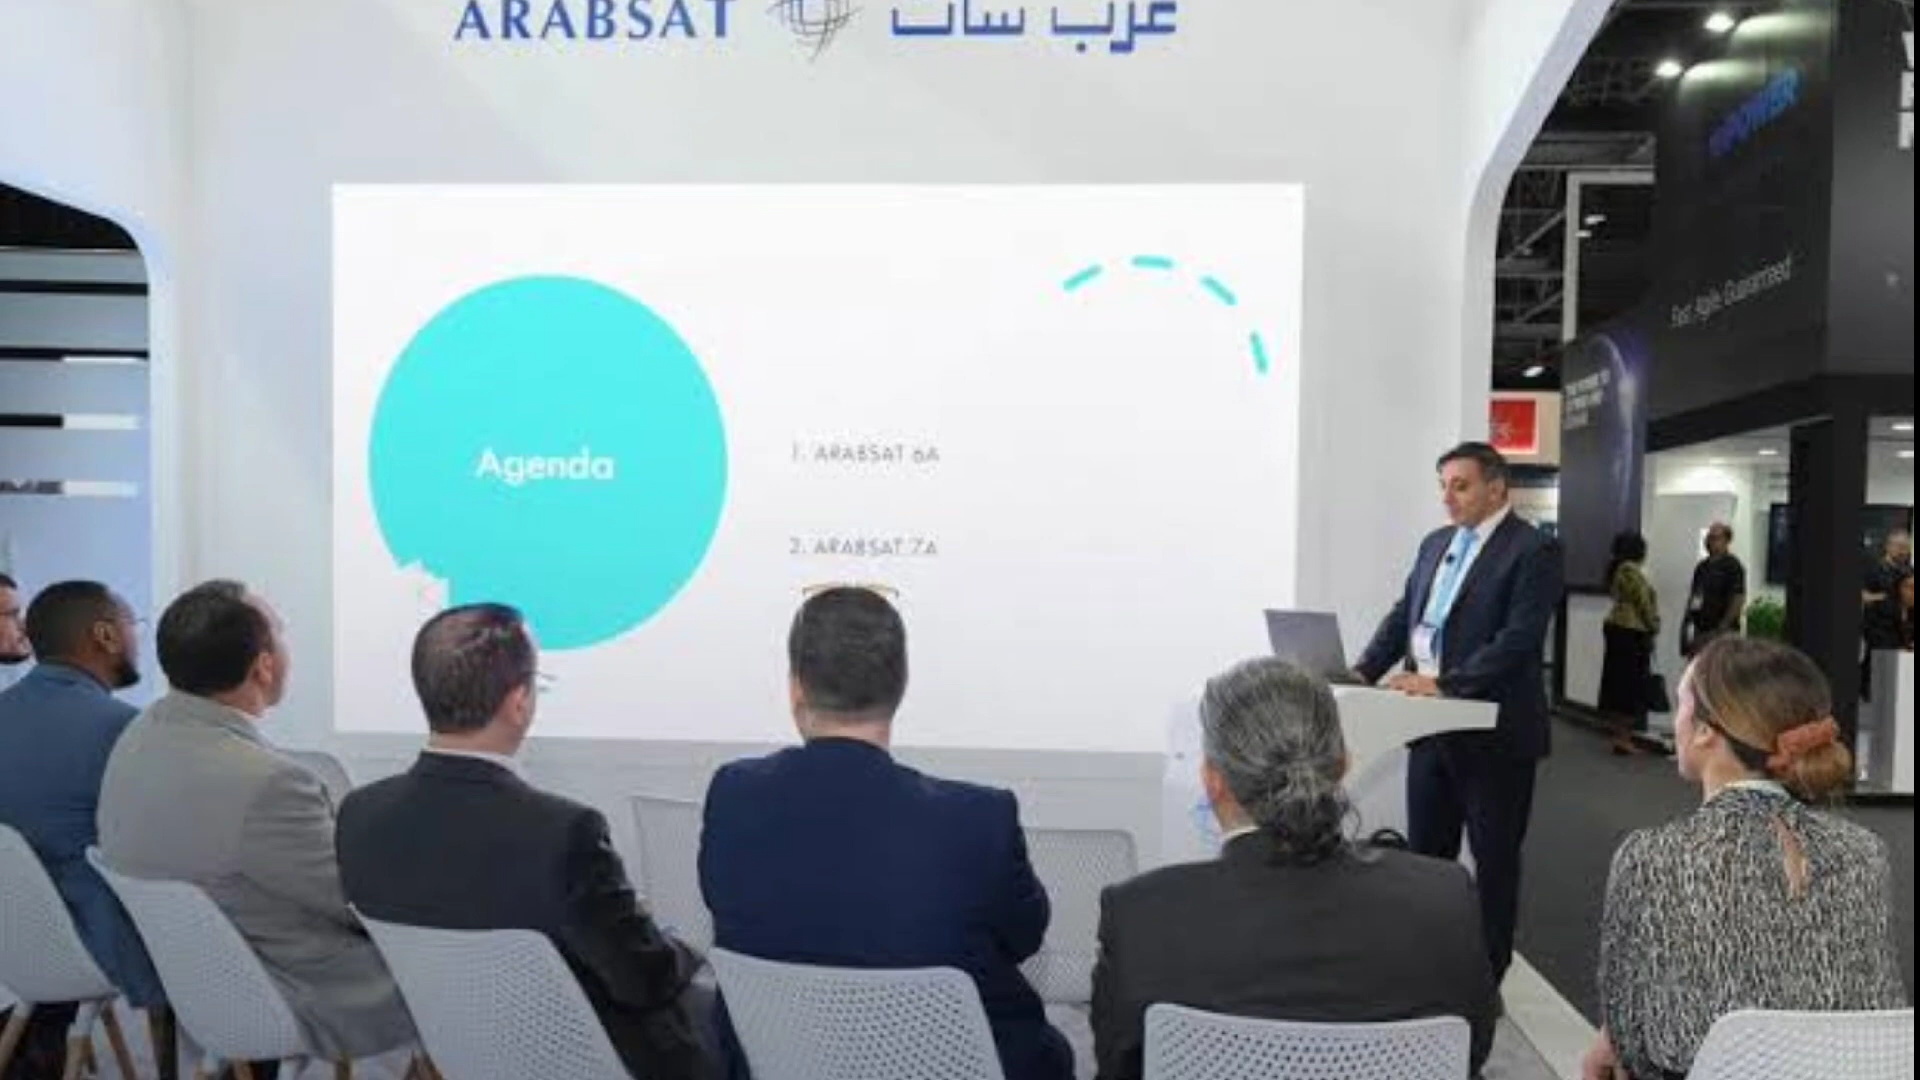 ARABSAT عرب سات
Agenda
1. ARABSAT 6A
2. ARABSAT 7A
Fast. Agile. Guaranteed